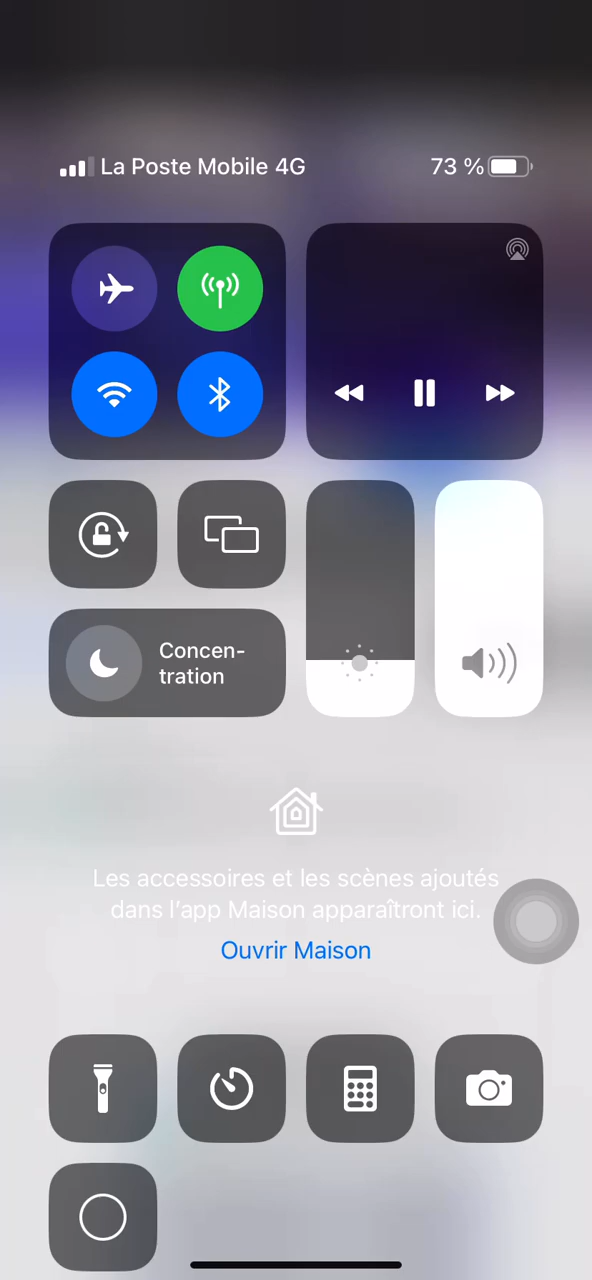 La Poste Mobile 4G 73 %
Concen-
tration
Les accessoires et les scènes ajoutés
dans l’app Maison apparaîtront ici.
Ouvrir Maison